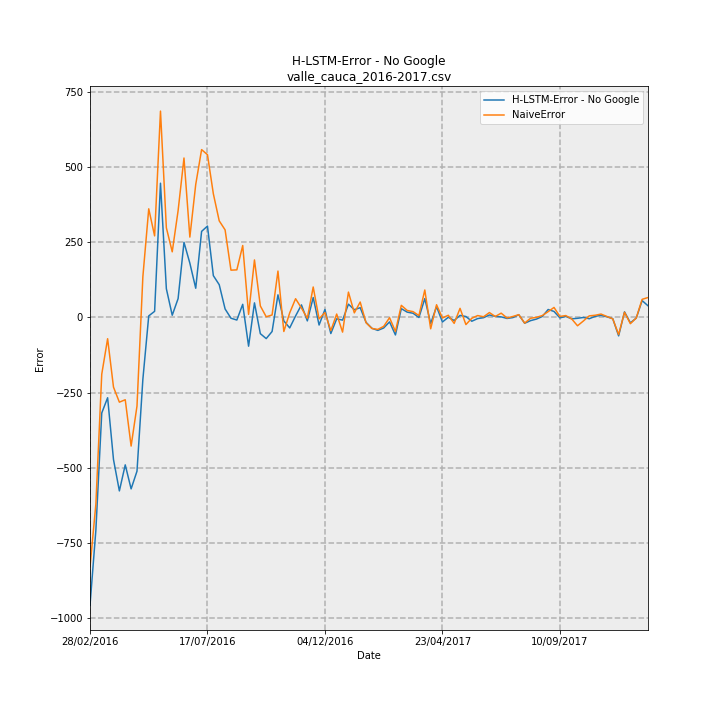 H-LSTM-Error - No Google
valle_cauca_2016-2017.csv
H-LSTM-Error - No Google
NaiveError
750
500
250
0
−250
−500
−750
−1000
Error
28/02/2016 17/07/2016 04/12/2016 23/04/2017 10/09/2017
Date